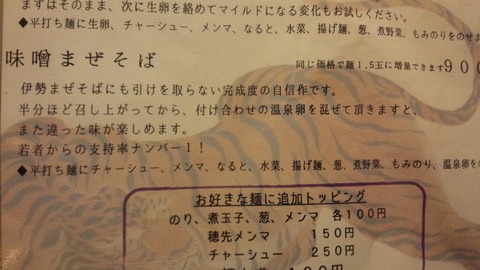 まずはそのまま、次に生卵を絡めてマイルドになる変化もお試しください。
◆平打ち麺に生卵、チャーシュー、メンマ、なると、水菜、揚げ麺、葱、煮野菜、もみのりをのせま
味噌まぜそば 同じ価格で麺1.5玉に増量できます900
伊勢まぜそばにも引けを取らない完成度の自信作です。
半分ほど召し上がってから、付け合わせの温泉卵を混ぜて頂きますと、
また違った味が楽しめます。
若者からの支持率ナンバー1！
◆平打ち麺にチャーシュー、メンマ、なると、水菜、揚げ麺、葱、煮野菜、もみのり、温泉卵を
お好きな麺に追加トッピング
のり、煮玉子、葱、メンマ 各100円
穂先メンマ 150円
チャーシュー 250円